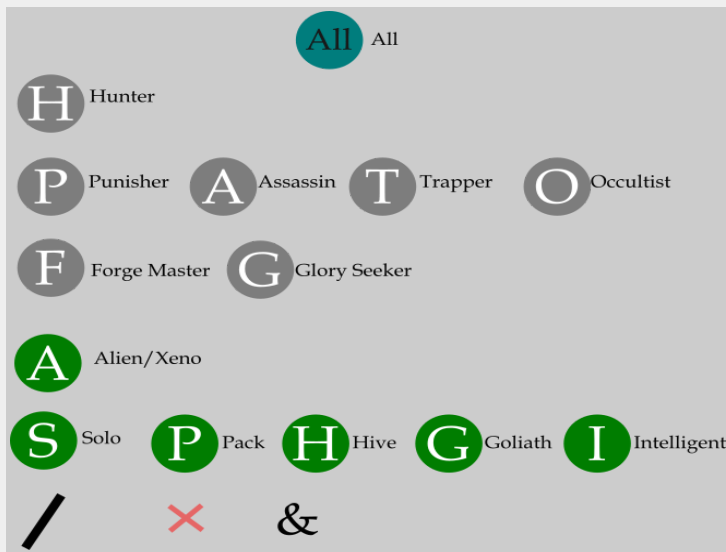 All All
H Hunter
P Punisher A Assassin T Trapper O Occultist
F Forge Master G Glory Seeker
A Alien/Xeno
S Solo P Pack H Hive G Goliath I Intelligent
/ × &